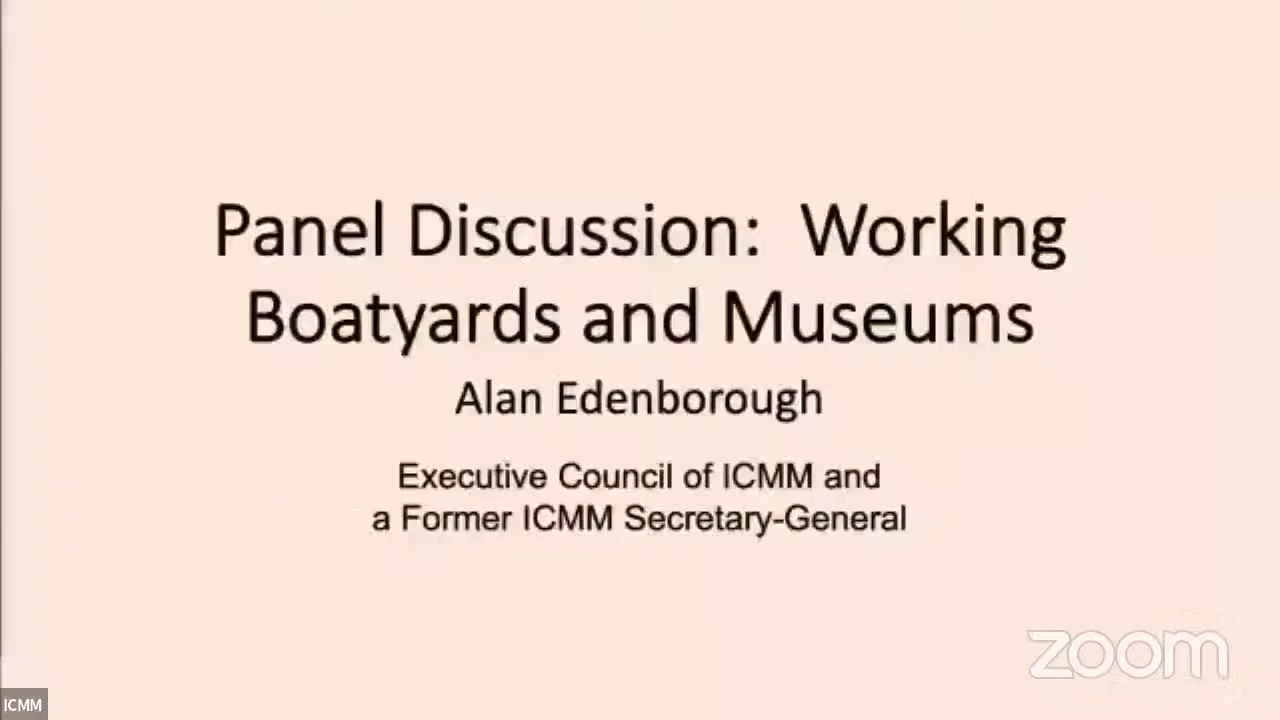 Panel Discussion:  Working
Boatyards and Museums
Alan Edenborough
Executive Council of ICMM and
a Former ICMM Secretary-General
zoom
ICMM